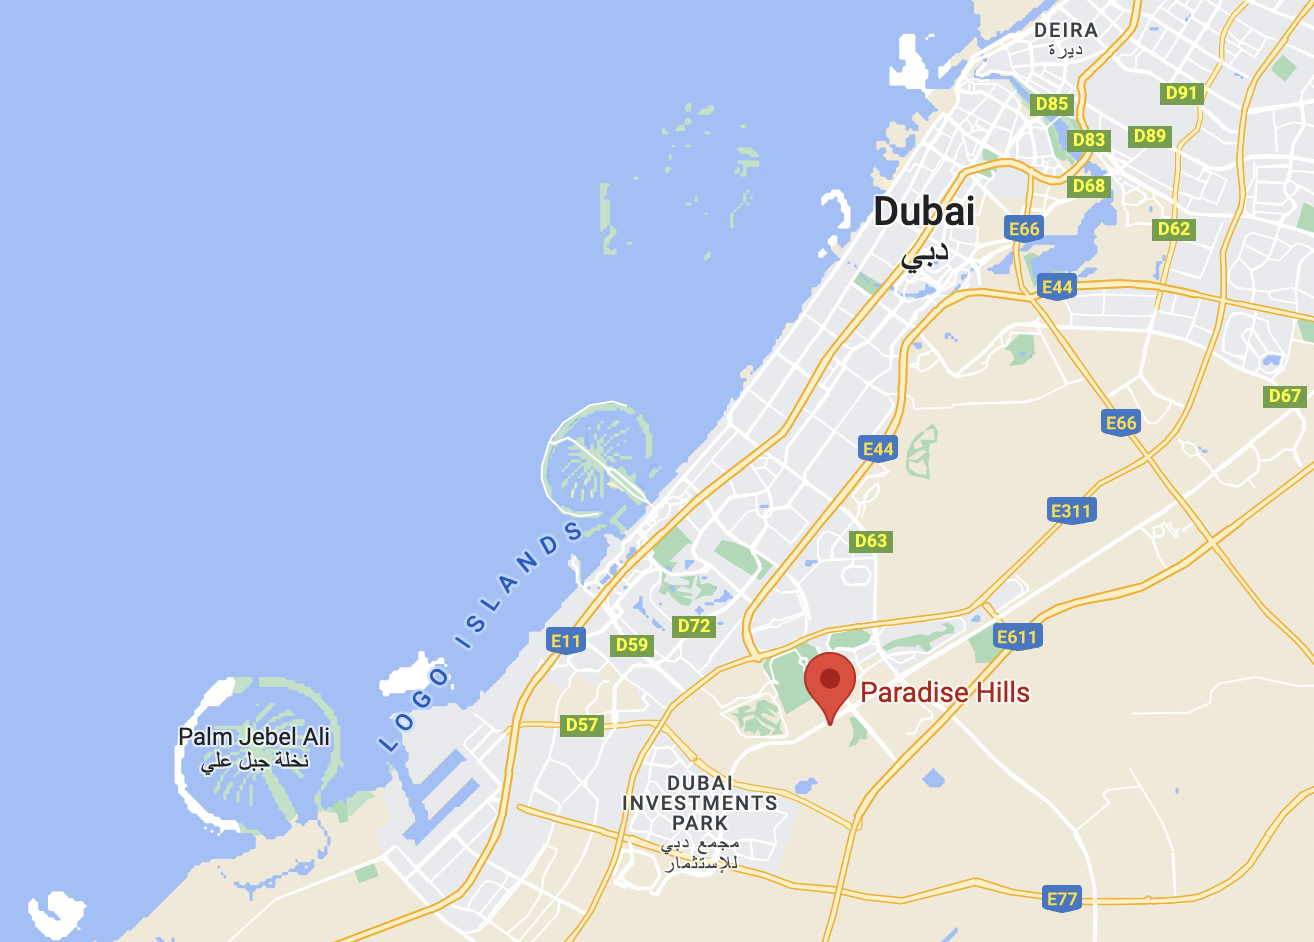 DEIRA
ديرة
D91
D85
D89
D83
D68
Dubai
دبي
E66
D62
E44
D67
E66
E44
E311
D63
LOGO ISLANDS
D72
E611
E11
D59
Paradise Hills
D57
Palm Jebel Ali
نخلة جبل علي
DUBAI
INVESTMENTS
PARK
مجمع دبي
للإستثمار
E77